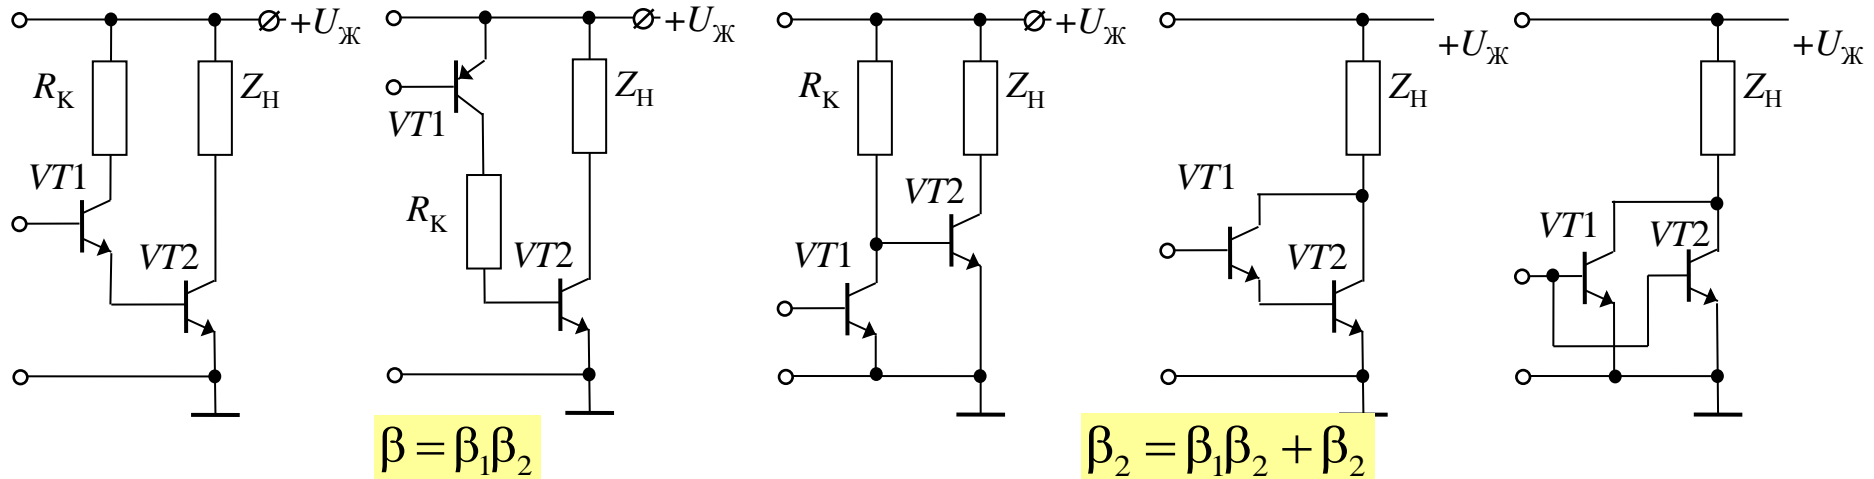 +U_Ж
R_К
Z_Н
VT1
VT2
+U_Ж
Z_Н
VT1
R_К
VT2
+U_Ж
R_К
Z_Н
VT2
VT1
+U_Ж
Z_Н
VT1
VT2
+U_Ж
Z_Н
VT1
VT2
β = β₁β₂
β₂ = β₁β₂ + β₂